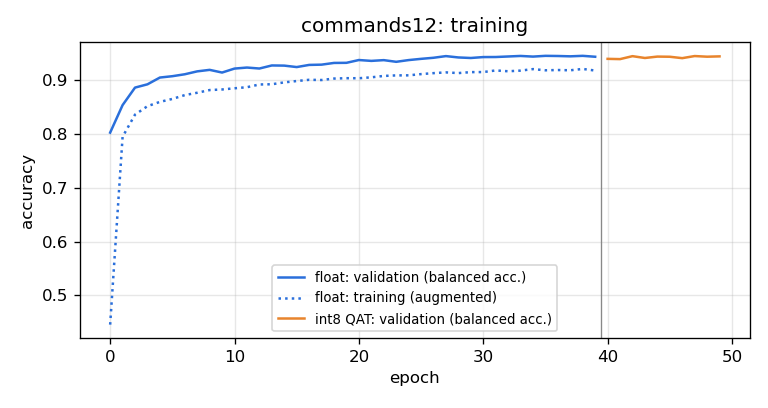 commands12: training
accuracy
0.9
0.8
0.7
0.6
0.5
float: validation (balanced acc.)
float: training (augmented)
int8 QAT: validation (balanced acc.)
0 10 20 30 40 50
epoch